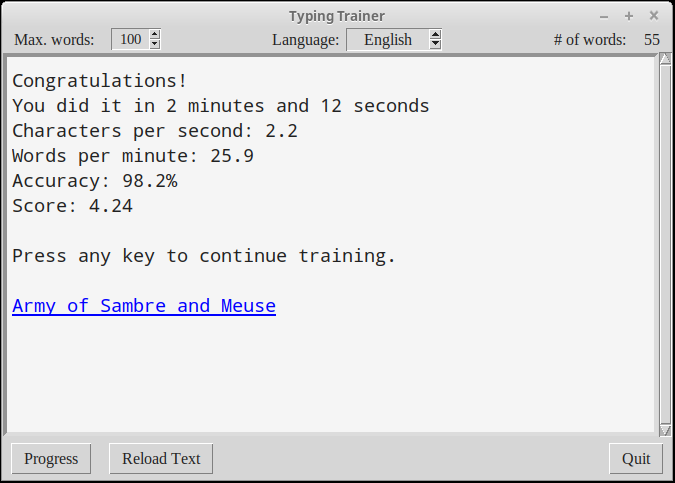 Typing Trainer
Max. words: 100 Language: English # of words: 55
Congratulations!
You did it in 2 minutes and 12 seconds
Characters per second: 2.2
Words per minute: 25.9
Accuracy: 98.2%
Score: 4.24
Press any key to continue training.
Army of Sambre and Meuse
Progress Reload Text Quit